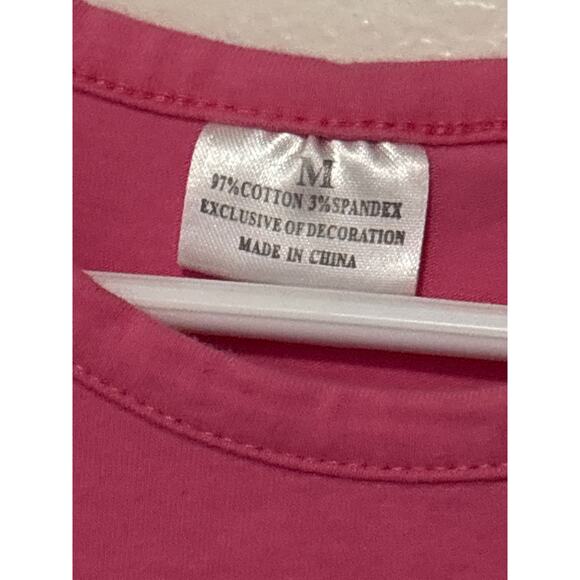 M
97%COTTON 3%SPANDEX
EXCLUSIVE OF DECORATION
MADE IN CHINA